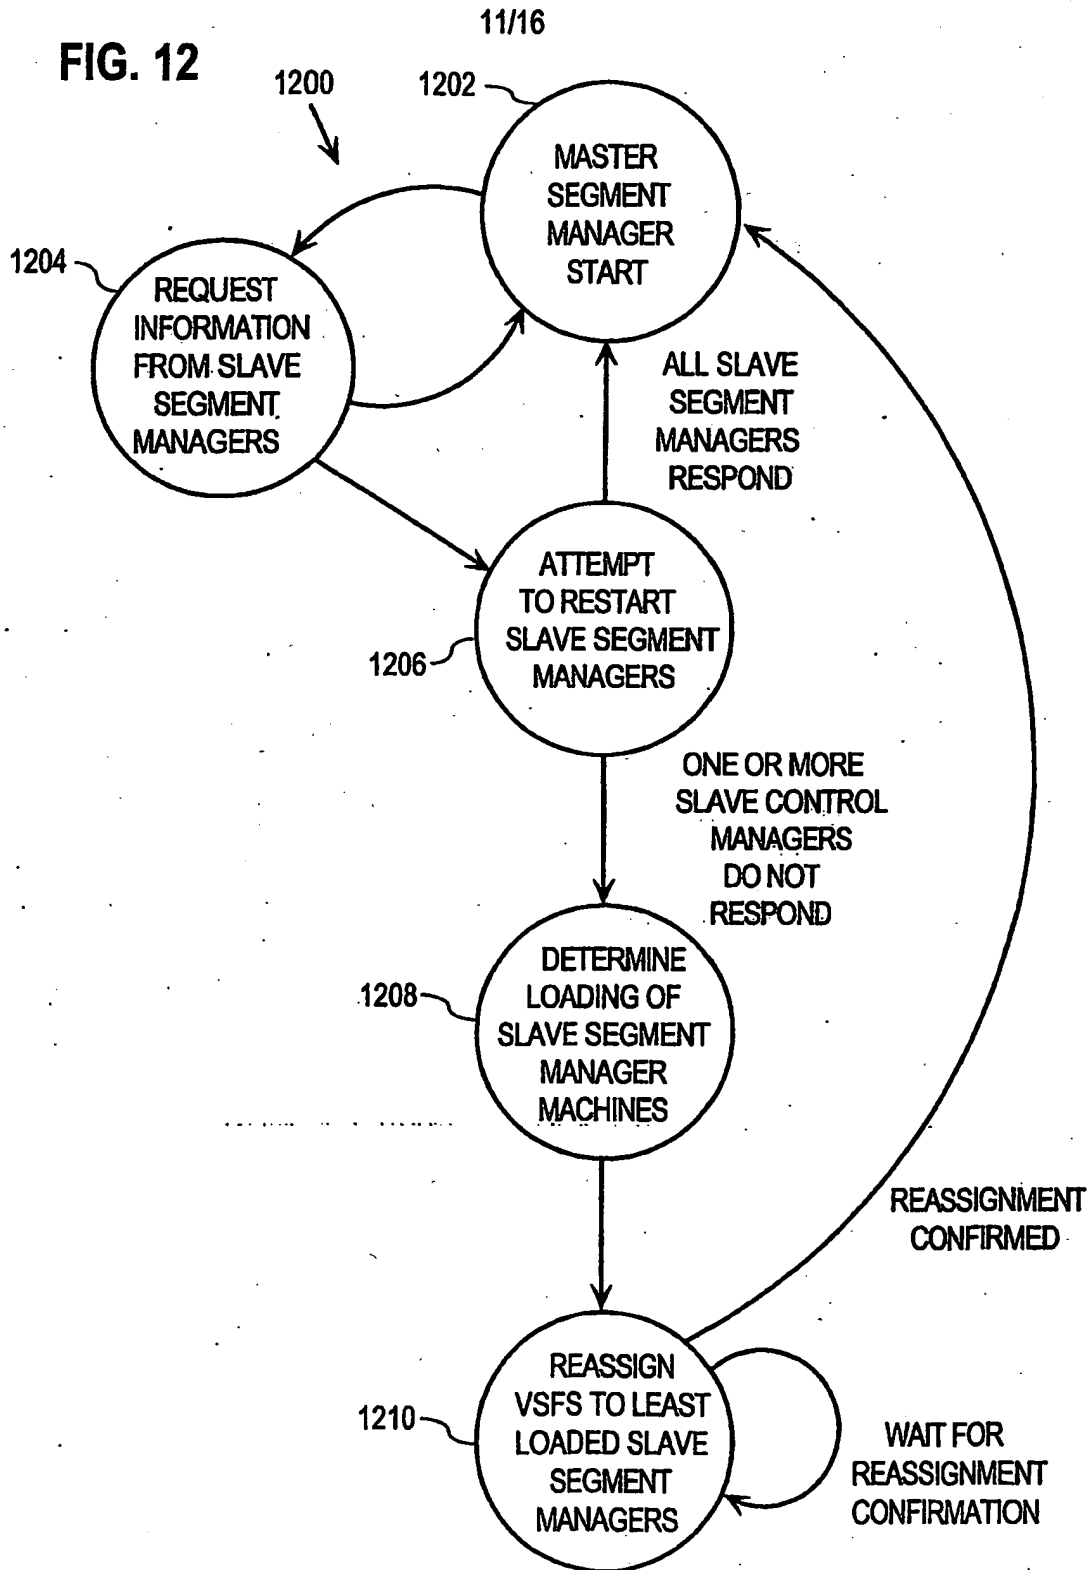 11/16
FIG. 12
1200
1202
MASTER
SEGMENT
MANAGER
START
1204
REQUEST
INFORMATION
FROM SLAVE
SEGMENT
MANAGERS
ALL SLAVE
SEGMENT
MANAGERS
RESPOND
ATTEMPT
TO RESTART
SLAVE SEGMENT
MANAGERS
1206
ONE OR MORE
SLAVE CONTROL
MANAGERS
DO NOT
RESPOND
DETERMINE
LOADING OF
SLAVE SEGMENT
MANAGER
MACHINES
1208
REASSIGNMENT
CONFIRMED
REASSIGN
VSFS TO LEAST
LOADED SLAVE
SEGMENT
MANAGERS
1210
WAIT FOR
REASSIGNMENT
CONFIRMATION